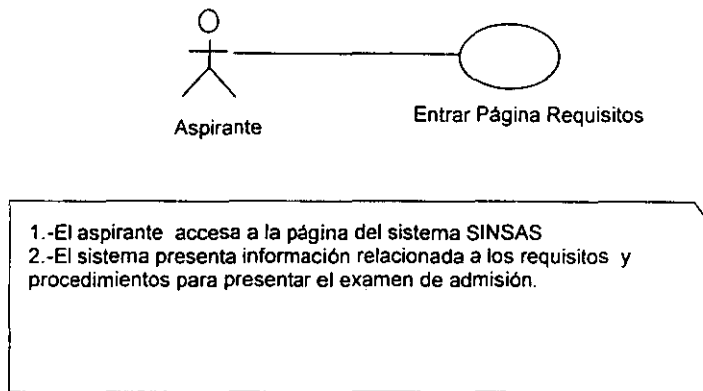 Aspirante
Entrar Página Requisitos
1.-El aspirante accesa a la página del sistema SINSAS
2.-El sistema presenta información relacionada a los requisitos y
procedimientos para presentar el examen de admisión.